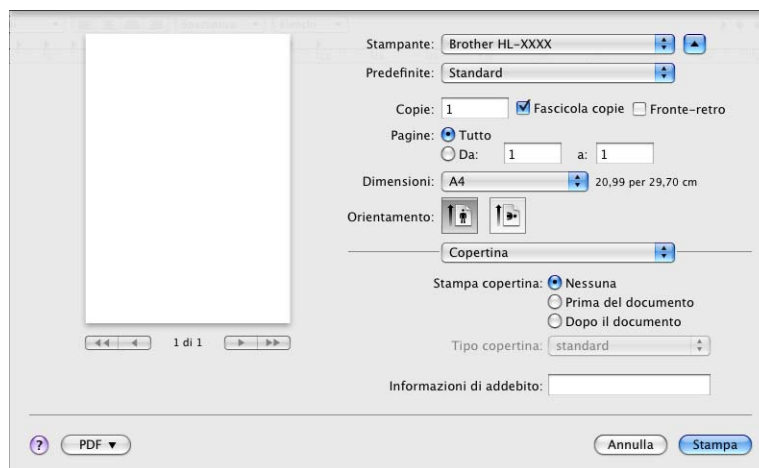 Stampante: Brother HL-XXXX
Predefinite: Standard
Copie: 1 Fascicola copie Fronte-retro
Pagine: Tutto
Da: 1 a: 1
Dimensioni: A4 20,99 per 29,70 cm
Orientamento:
Copertina
Stampa copertina: Nessuna
Prima del documento
Dopo il documento
1 di 1
Tipo copertina: standard
Informazioni di addebito:
? PDF Annulla Stampa